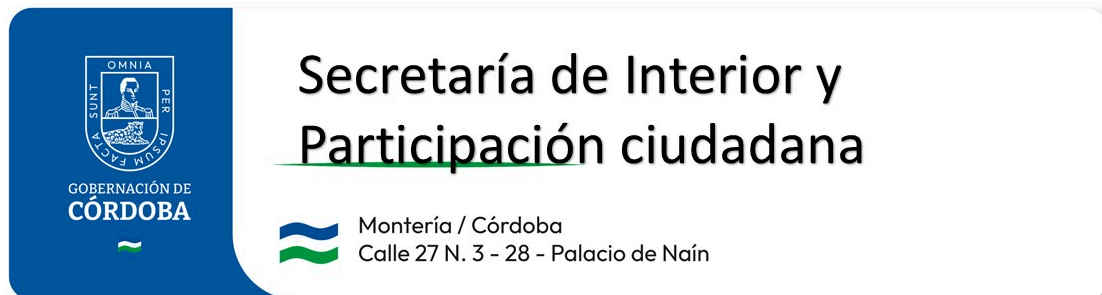 OMNIA
SUNT
PER
IPSUM FACTA
GOBERNACIÓN DE
CÓRDOBA
Secretaría de Interior y
Participación ciudadana
Montería / Córdoba
Calle 27 N. 3 - 28 - Palacio de Naín